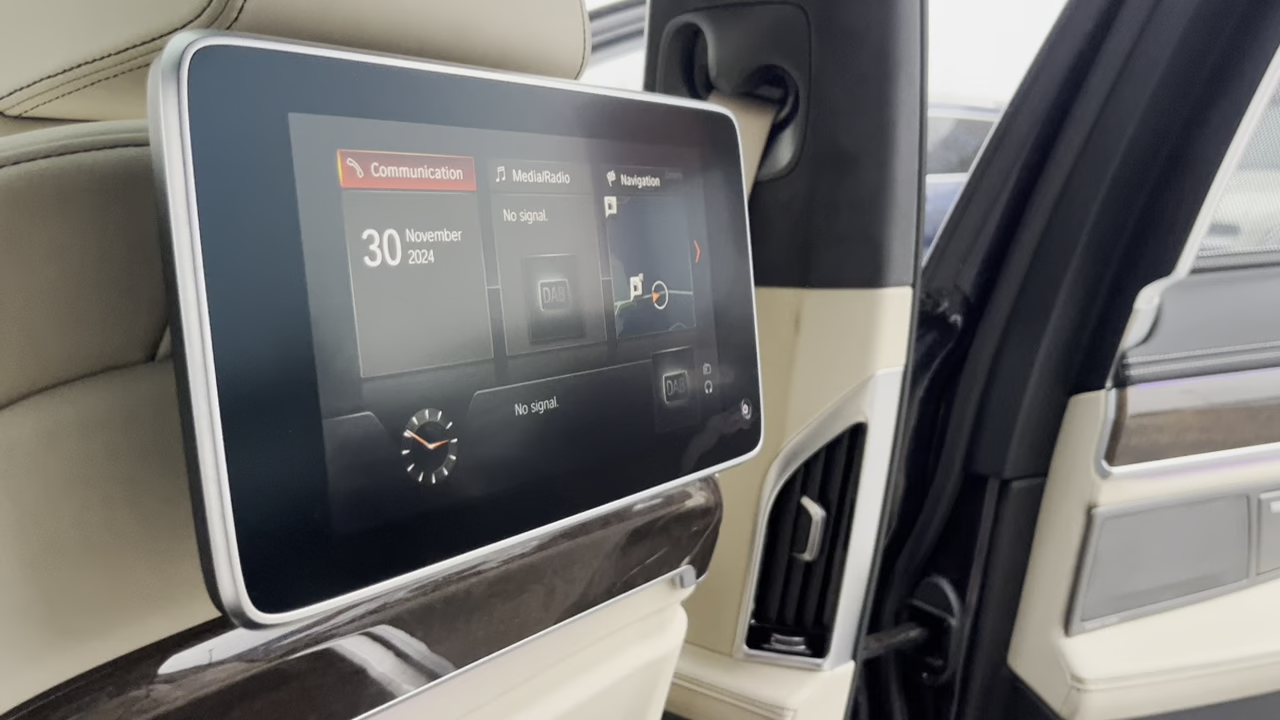 Communication
Media/Radio
Navigation
30 November
2024
No signal.
DAB
No signal.
DAB